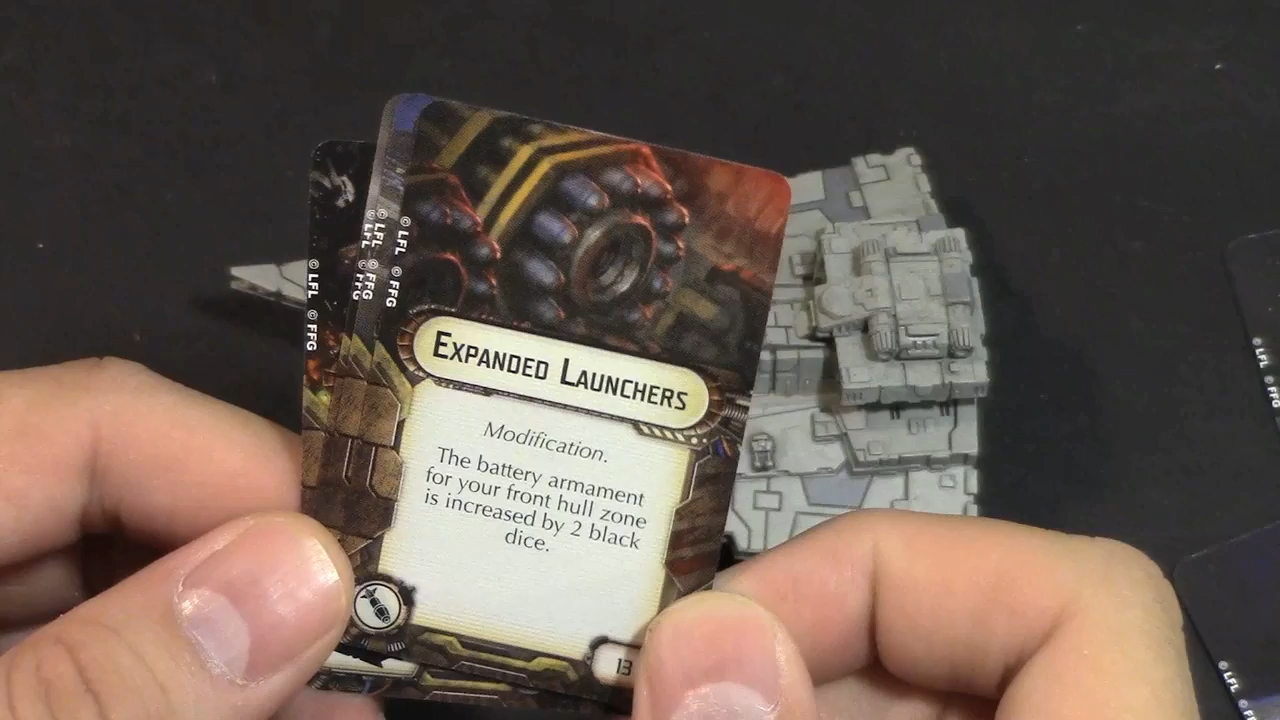 EXPANDED LAUNCHERS
Modification.
The battery armament
for your front hull zone
is increased by 2 black
dice.
13
© LFL © FFG
© LFL © FFG
© LFL © FFG
© LFL © FFG
© LFL © FFG
© LFL